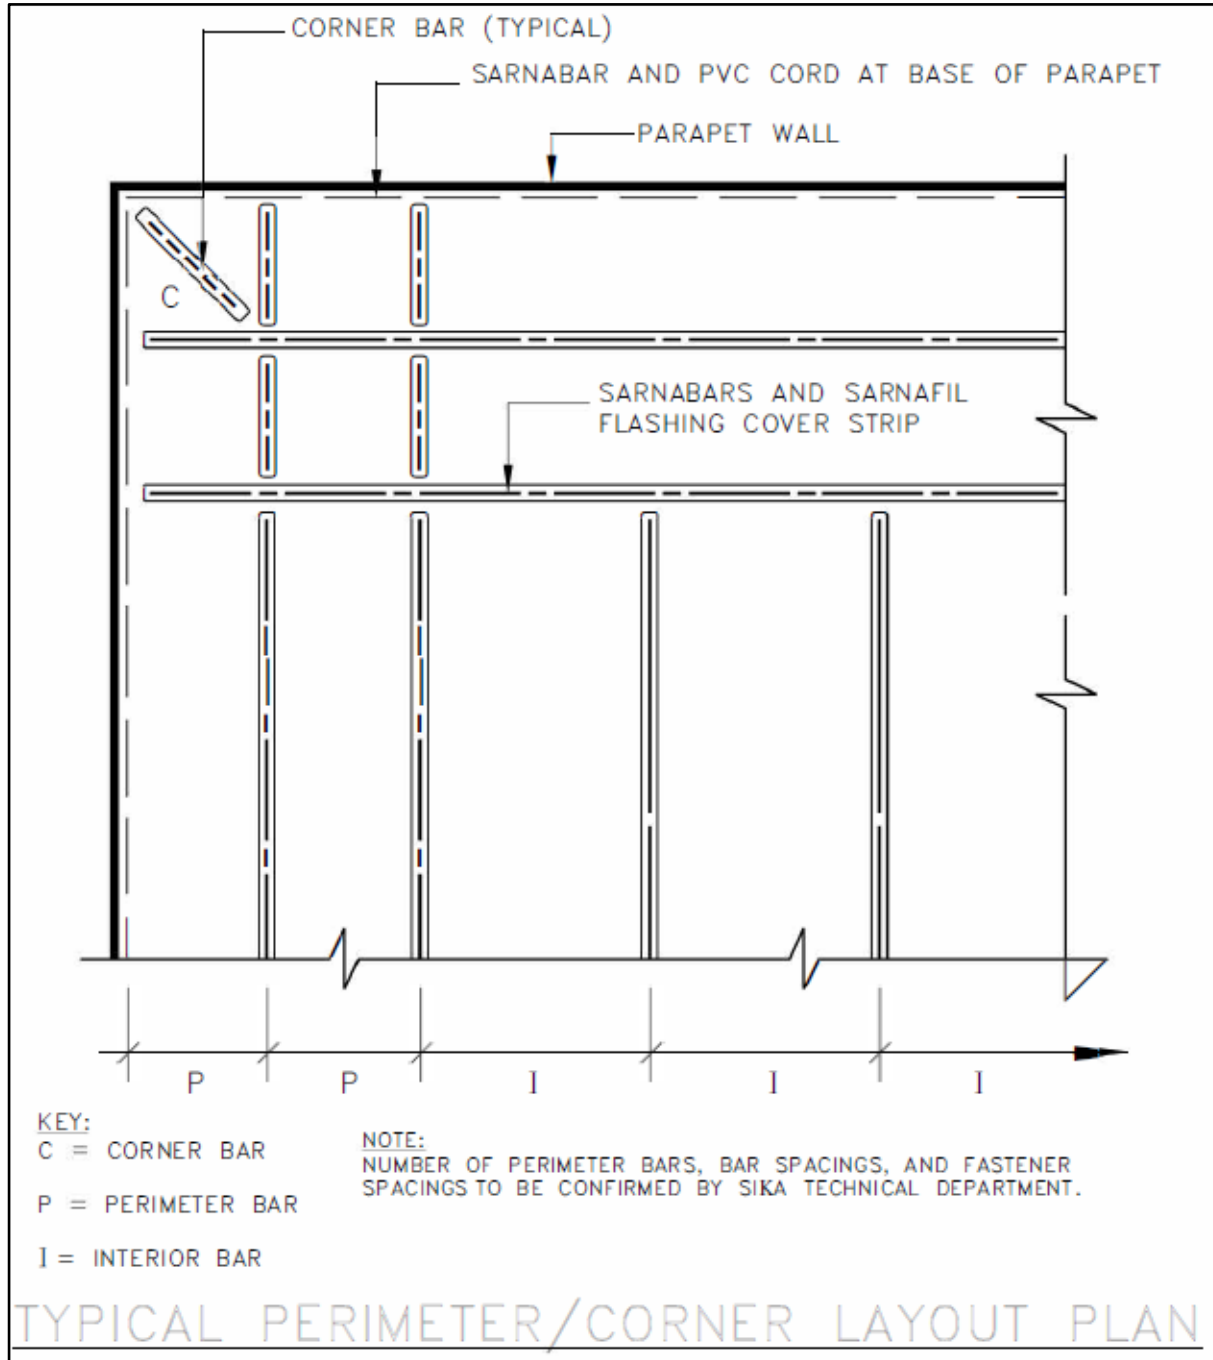 CORNER BAR (TYPICAL)
SARNABAR AND PVC CORD AT BASE OF PARAPET
PARAPET WALL
C
SARNABARS AND SARNAFIL
FLASHING COVER STRIP
P P I I I
KEY:
C = CORNER BAR
P = PERIMETER BAR
I = INTERIOR BAR
NOTE:
NUMBER OF PERIMETER BARS, BAR SPACINGS, AND FASTENER
SPACINGS TO BE CONFIRMED BY SIKA TECHNICAL DEPARTMENT.
TYPICAL PERIMETER/CORNER LAYOUT PLAN